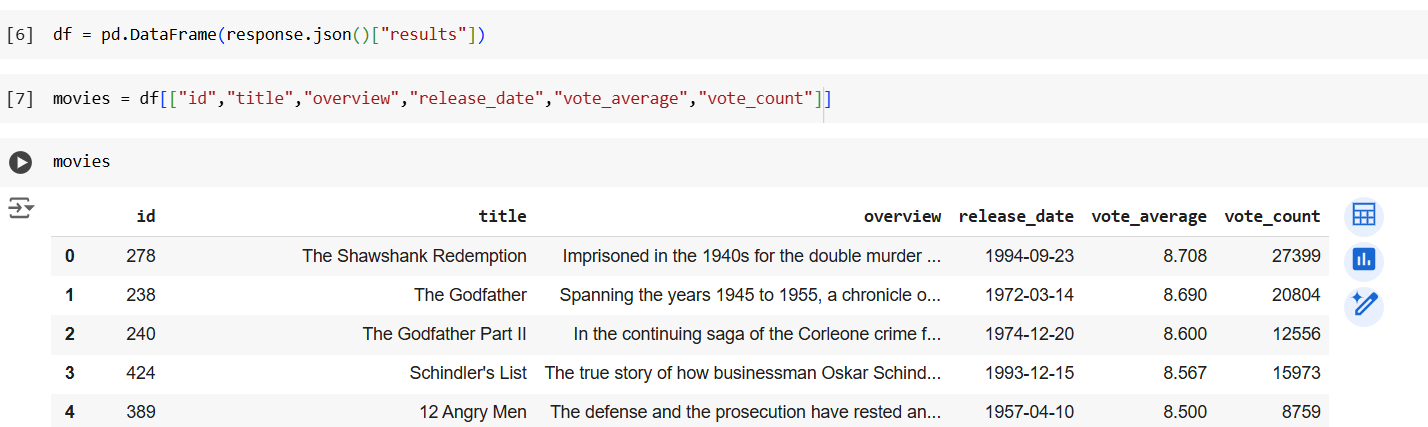 [6] df = pd.DataFrame(response.json()["results"])
[7] movies = df[["id","title","overview","release_date","vote_average","vote_count"]]
movies
id title overview release_date vote_average vote_count
0 278 The Shawshank Redemption Imprisoned in the 1940s for the double murder ... 1994-09-23 8.708 27399
1 238 The Godfather Spanning the years 1945 to 1955, a chronicle o... 1972-03-14 8.690 20804
2 240 The Godfather Part II In the continuing saga of the Corleone crime f... 1974-12-20 8.600 12556
3 424 Schindler's List The true story of how businessman Oskar Schind... 1993-12-15 8.567 15973
4 389 12 Angry Men The defense and the prosecution have rested an... 1957-04-10 8.500 8759